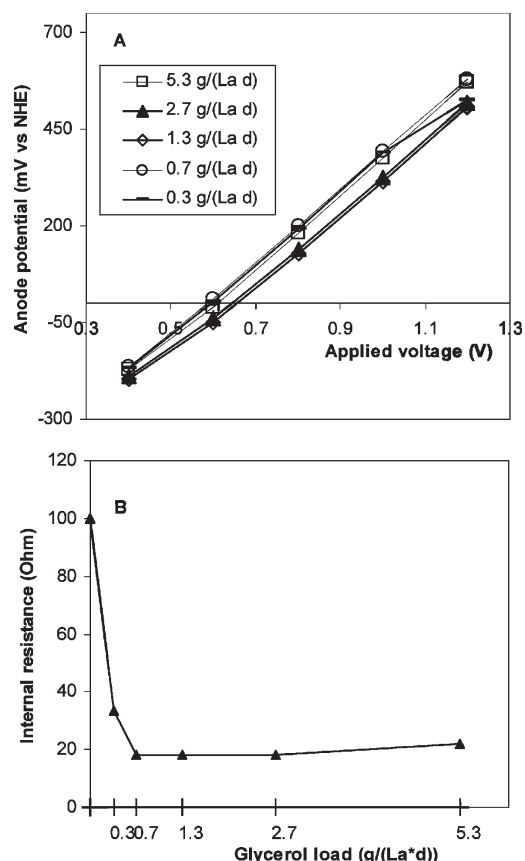 700
A
5.3 g/(La d)
2.7 g/(La d)
1.3 g/(La d)
0.7 g/(La d)
0.3 g/(La d)
450
200
-50
-300
Anode potential (mV vs NHE)
0.3 0.5 0.7 0.9 1.1 1.3
Applied voltage (V)
120
B
100
80
60
40
20
0
Internal resistance (Ohm)
0.30.7 1.3 2.7 5.3
Glycerol load (g/(La*d))